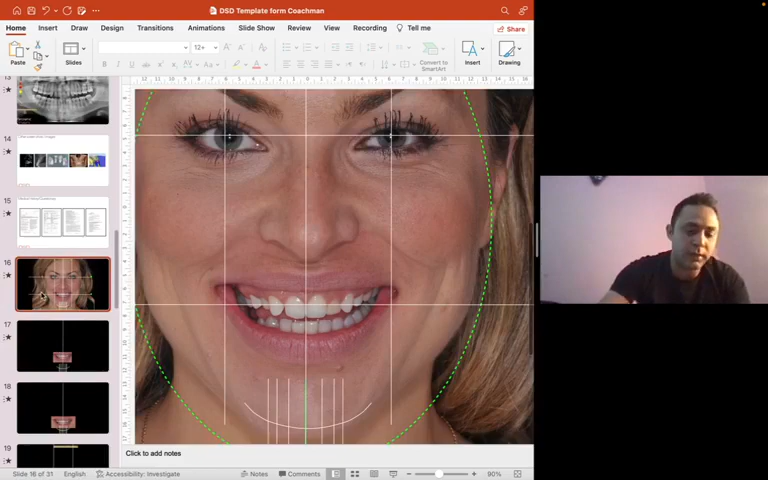 DSD Template form Coachman
Home Insert Draw Design Transitions Animations Slide Show Review View Recording Tell me Share
12+
Paste Slides Convert to SmartArt Insert Drawing
13
14
15
16
17
18
19
Click to add notes
Slide 16 of 31 English Accessibility: Investigate Notes Comments 90%